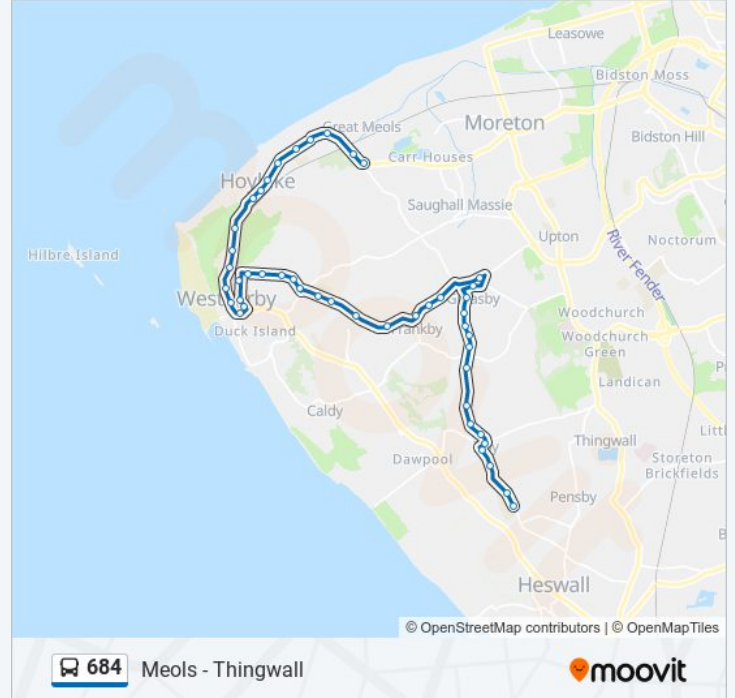 Leasowe
Bidston Moss
Great Meols
Moreton
Bidston Hill
Carr Houses
Hoylake
Saughall Massie
Upton
Noctorum
River Fender
Hilbre Island
West Kirby
Greasby
Woodchurch
Duck Island
Frankby
Woodchurch
Green
Landican
Caldy
Thingwall
Dawpool
Storeton
Brickfields
Pensby
Heswall
© OpenStreetMap contributors | © OpenMapTiles
684 Meols - Thingwall
moovit